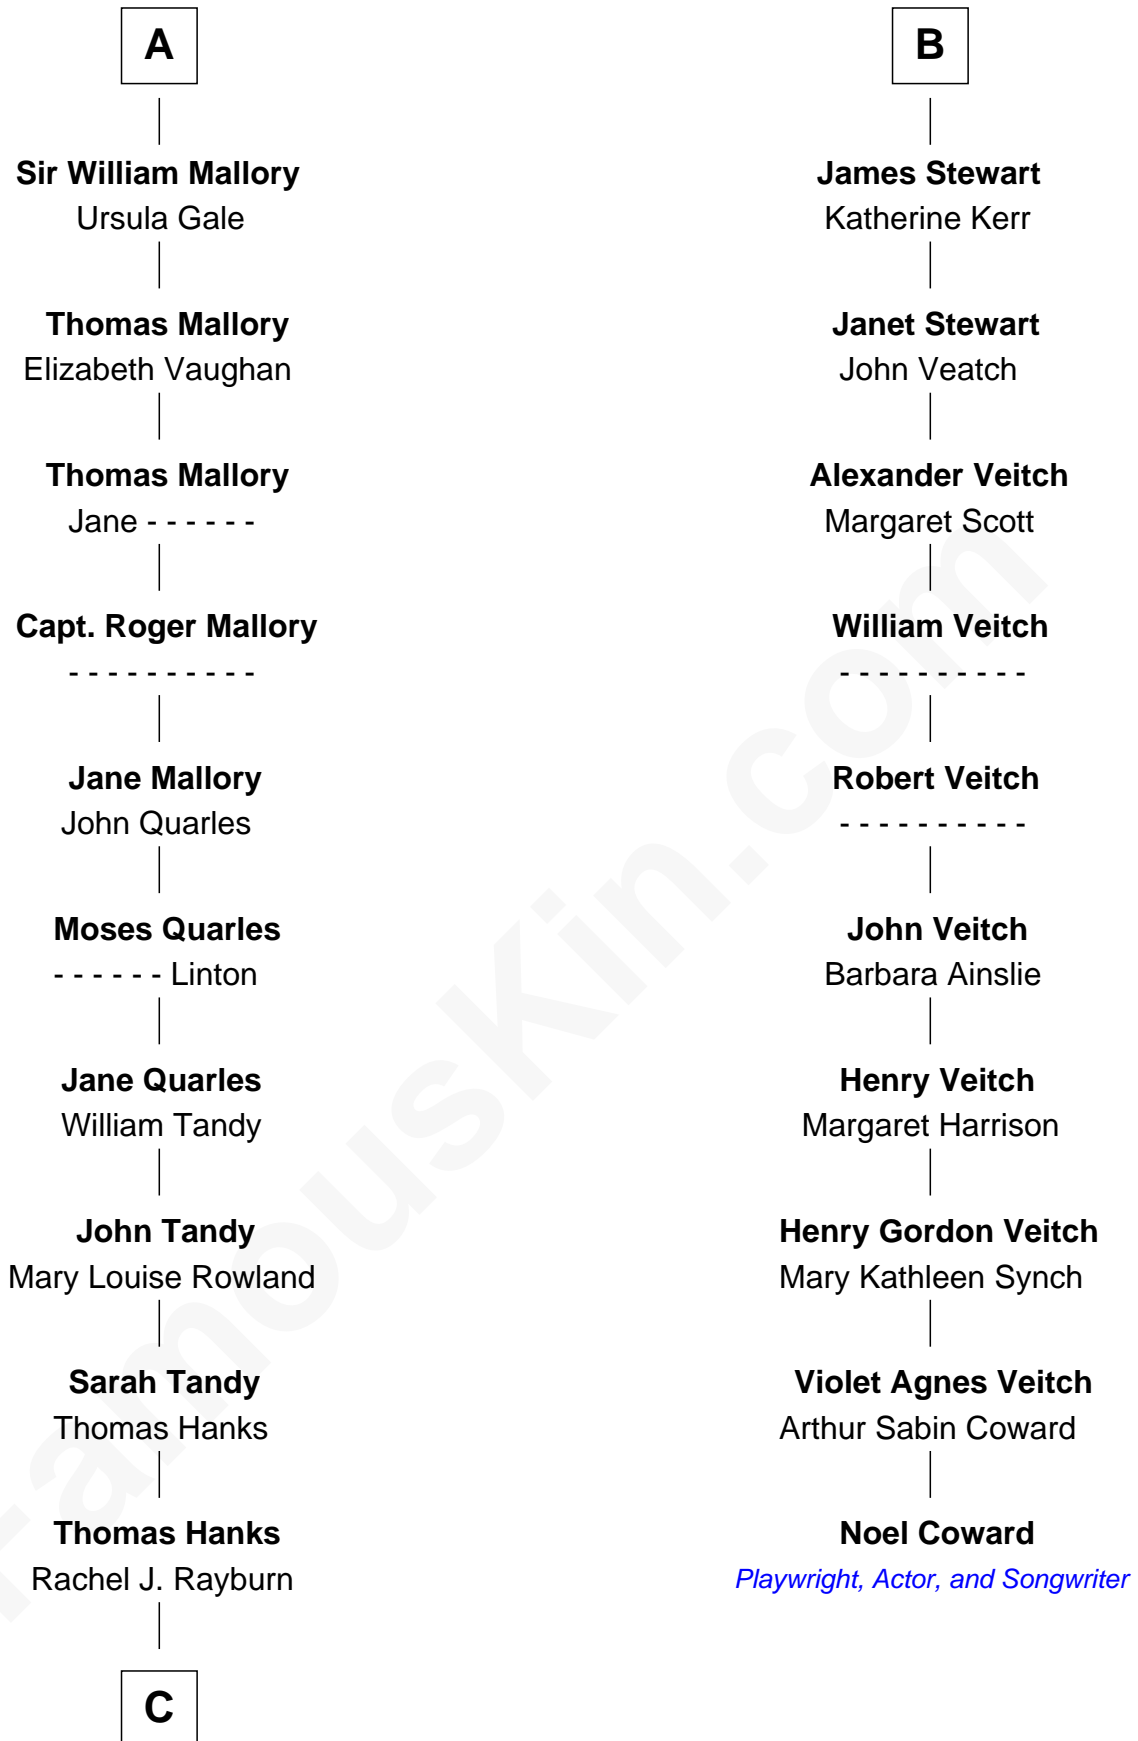 A
Sir William Mallory
Ursula Gale
Thomas Mallory
Elizabeth Vaughan
Thomas Mallory
Jane - - - - - -
Capt. Roger Mallory
- - - - - - - - - -
Jane Mallory
John Quarles
Moses Quarles
- - - - - - Linton
Jane Quarles
William Tandy
John Tandy
Mary Louise Rowland
Sarah Tandy
Thomas Hanks
Thomas Hanks
Rachel J. Rayburn
C
B
James Stewart
Katherine Kerr
Janet Stewart
John Veatch
Alexander Veitch
Margaret Scott
William Veitch
- - - - - - - - - -
Robert Veitch
- - - - - - - - - -
John Veitch
Barbara Ainslie
Henry Veitch
Margaret Harrison
Henry Gordon Veitch
Mary Kathleen Synch
Violet Agnes Veitch
Arthur Sabin Coward
Noel Coward
Playwright, Actor, and Songwriter
FamousKin.com